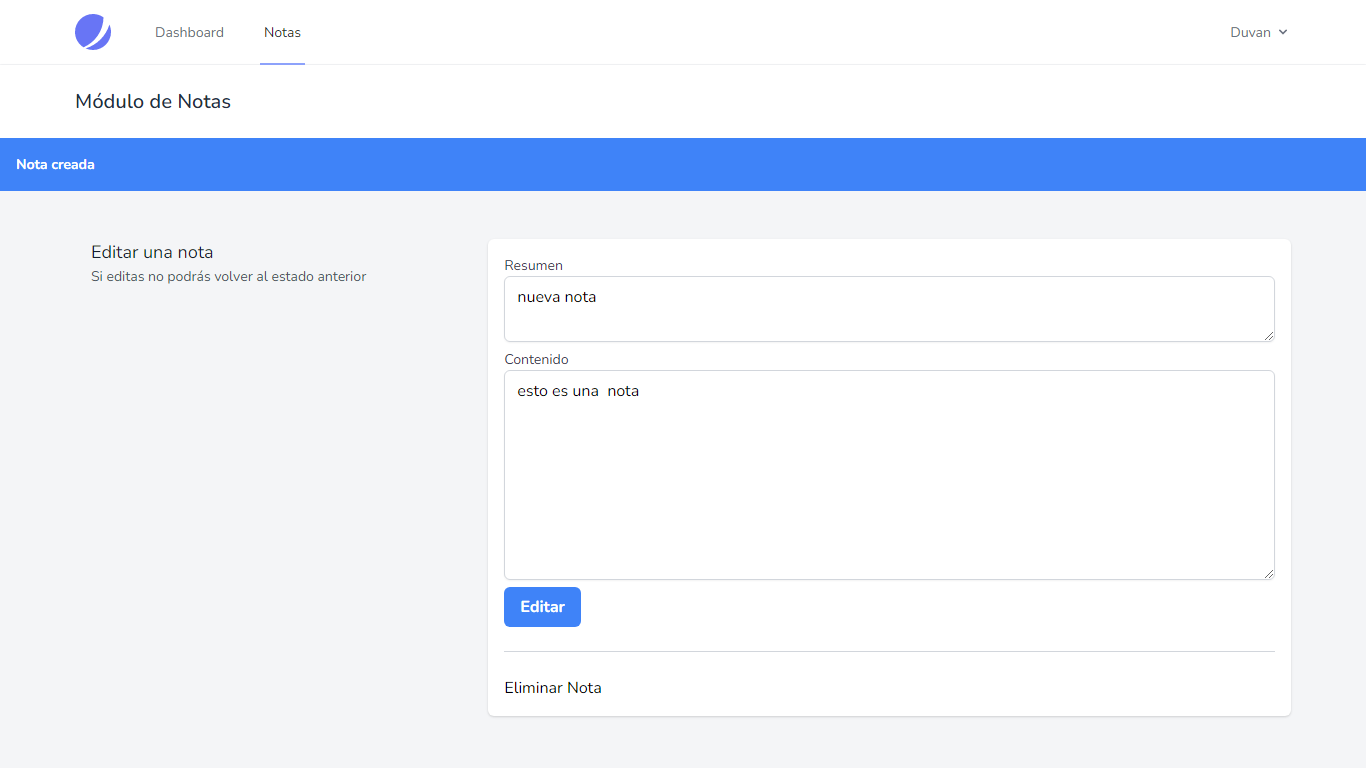 Dashboard Notas Duvan
Módulo de Notas
Nota creada
Editar una nota
Si editas no podrás volver al estado anterior
Resumen
nueva nota
Contenido
esto es una  nota
Editar
Eliminar Nota